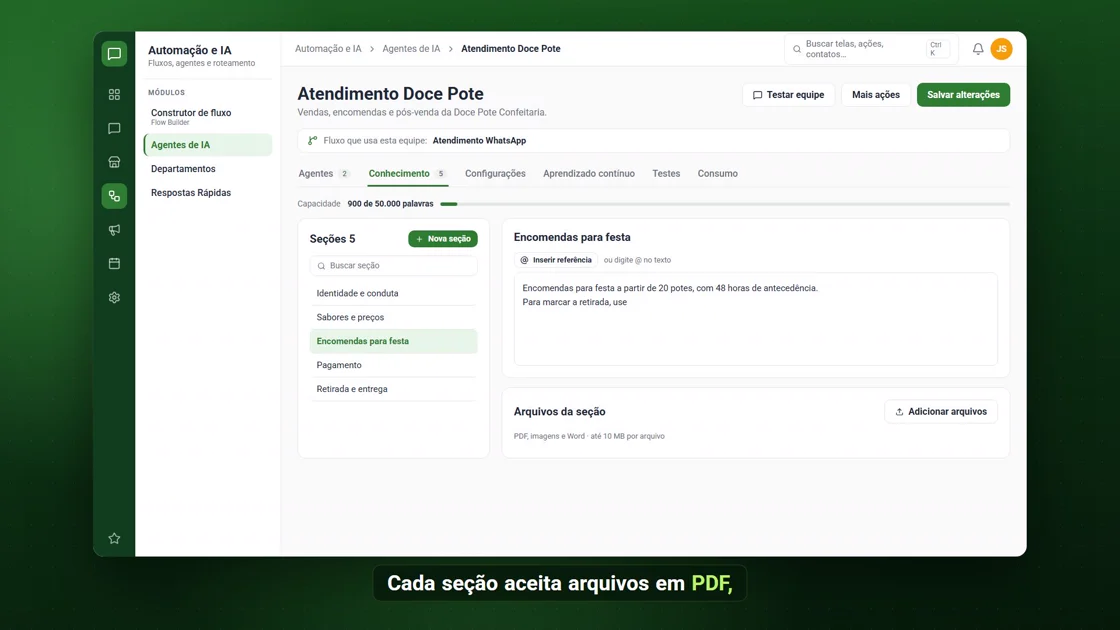 Automação e IA
Fluxos, agentes e roteamento
MÓDULOS
Construtor de fluxo
Flow Builder
Agentes de IA
Departamentos
Respostas Rápidas
Automação e IA > Agentes de IA > Atendimento Doce Pote
Buscar telas, ações, contatos...
Ctrl K
JS
Atendimento Doce Pote
Vendas, encomendas e pós-venda da Doce Pote Confeitaria.
Testar equipe
Mais ações
Salvar alterações
Fluxo que usa esta equipe: Atendimento WhatsApp
Agentes 2
Conhecimento 5
Configurações
Aprendizado contínuo
Testes
Consumo
Capacidade 900 de 50.000 palavras
Seções 5
+ Nova seção
Buscar seção
Identidade e conduta
Sabores e preços
Encomendas para festa
Pagamento
Retirada e entrega
Encomendas para festa
@ Inserir referência ou digite @ no texto
Encomendas para festa a partir de 20 potes, com 48 horas de antecedência.
Para marcar a retirada, use
Arquivos da seção
Adicionar arquivos
PDF, imagens e Word · até 10 MB por arquivo
Cada seção aceita arquivos em PDF,